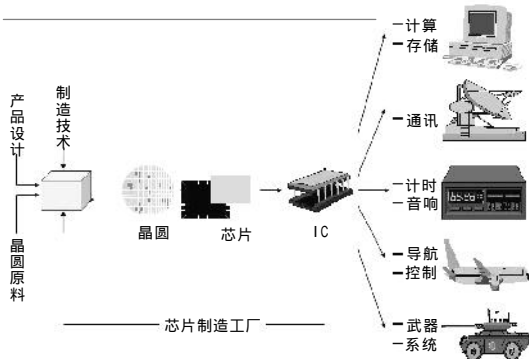 计算
存储
产品设计
制造技术
通讯
晶圆
芯片
IC
计时
音响
导航
控制
晶圆原料
芯片制造工厂
武器
系统